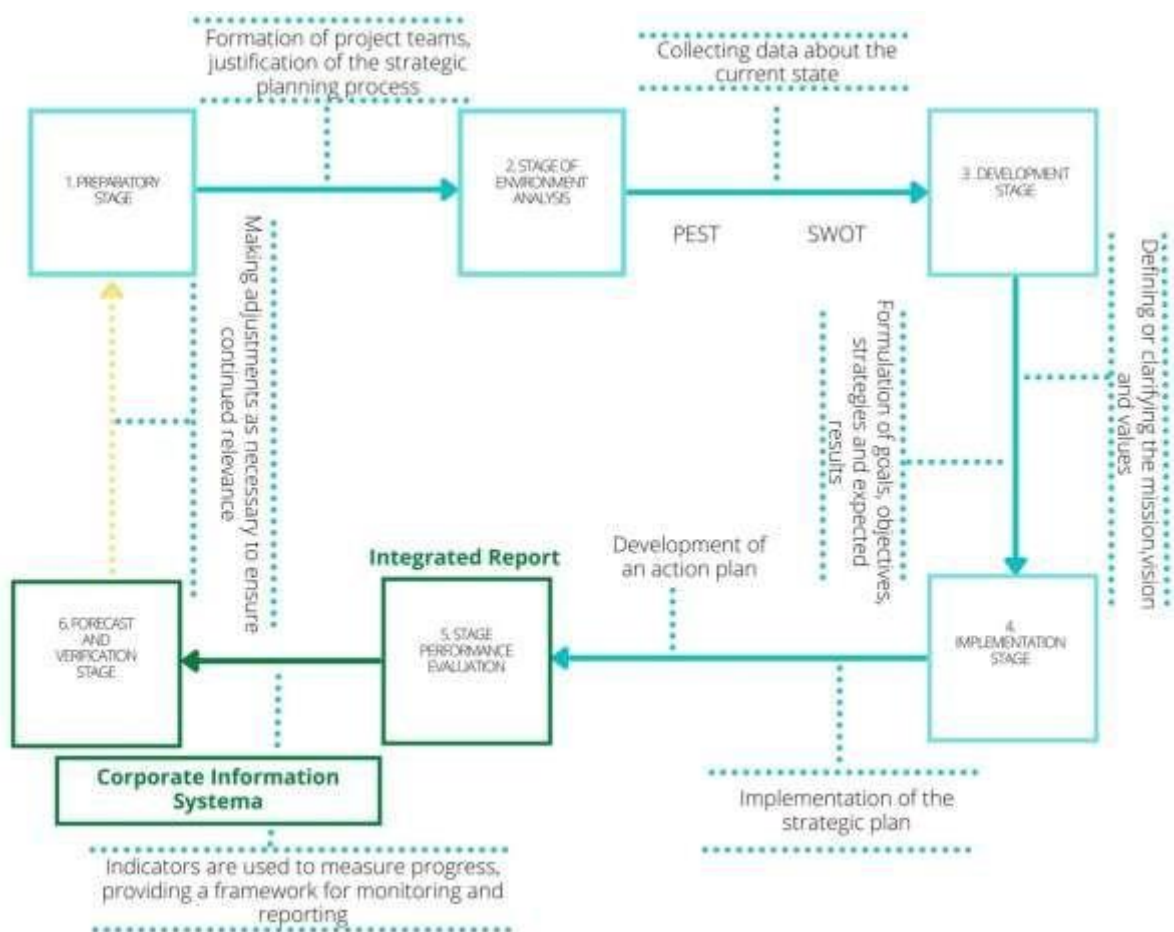 Formation of project teams,
justification of the strategic
planning process
Collecting data about the
current state
1. PREPARATORY
STAGE
2. STAGE OF
ENVIRONMENT
ANALYSIS
3. DEVELOPMENT
STAGE
PEST
SWOT
Making adjustments as necessary to ensure
continued relevance
Formulation of goals, objectives,
strategies and expected
results
Defining or clarifying the mission,vision
and values
Development of
an action plan
Integrated Report
6. FORECAST
AND
VERIFICATION
STAGE
5. STAGE
PERFORMANCE
EVALUATION
4.
IMPLEMENTATION
STAGE
Corporate Information
Systema
Implementation of the
strategic plan
Indicators are used to measure progress,
providing a framework for monitoring and
reporting